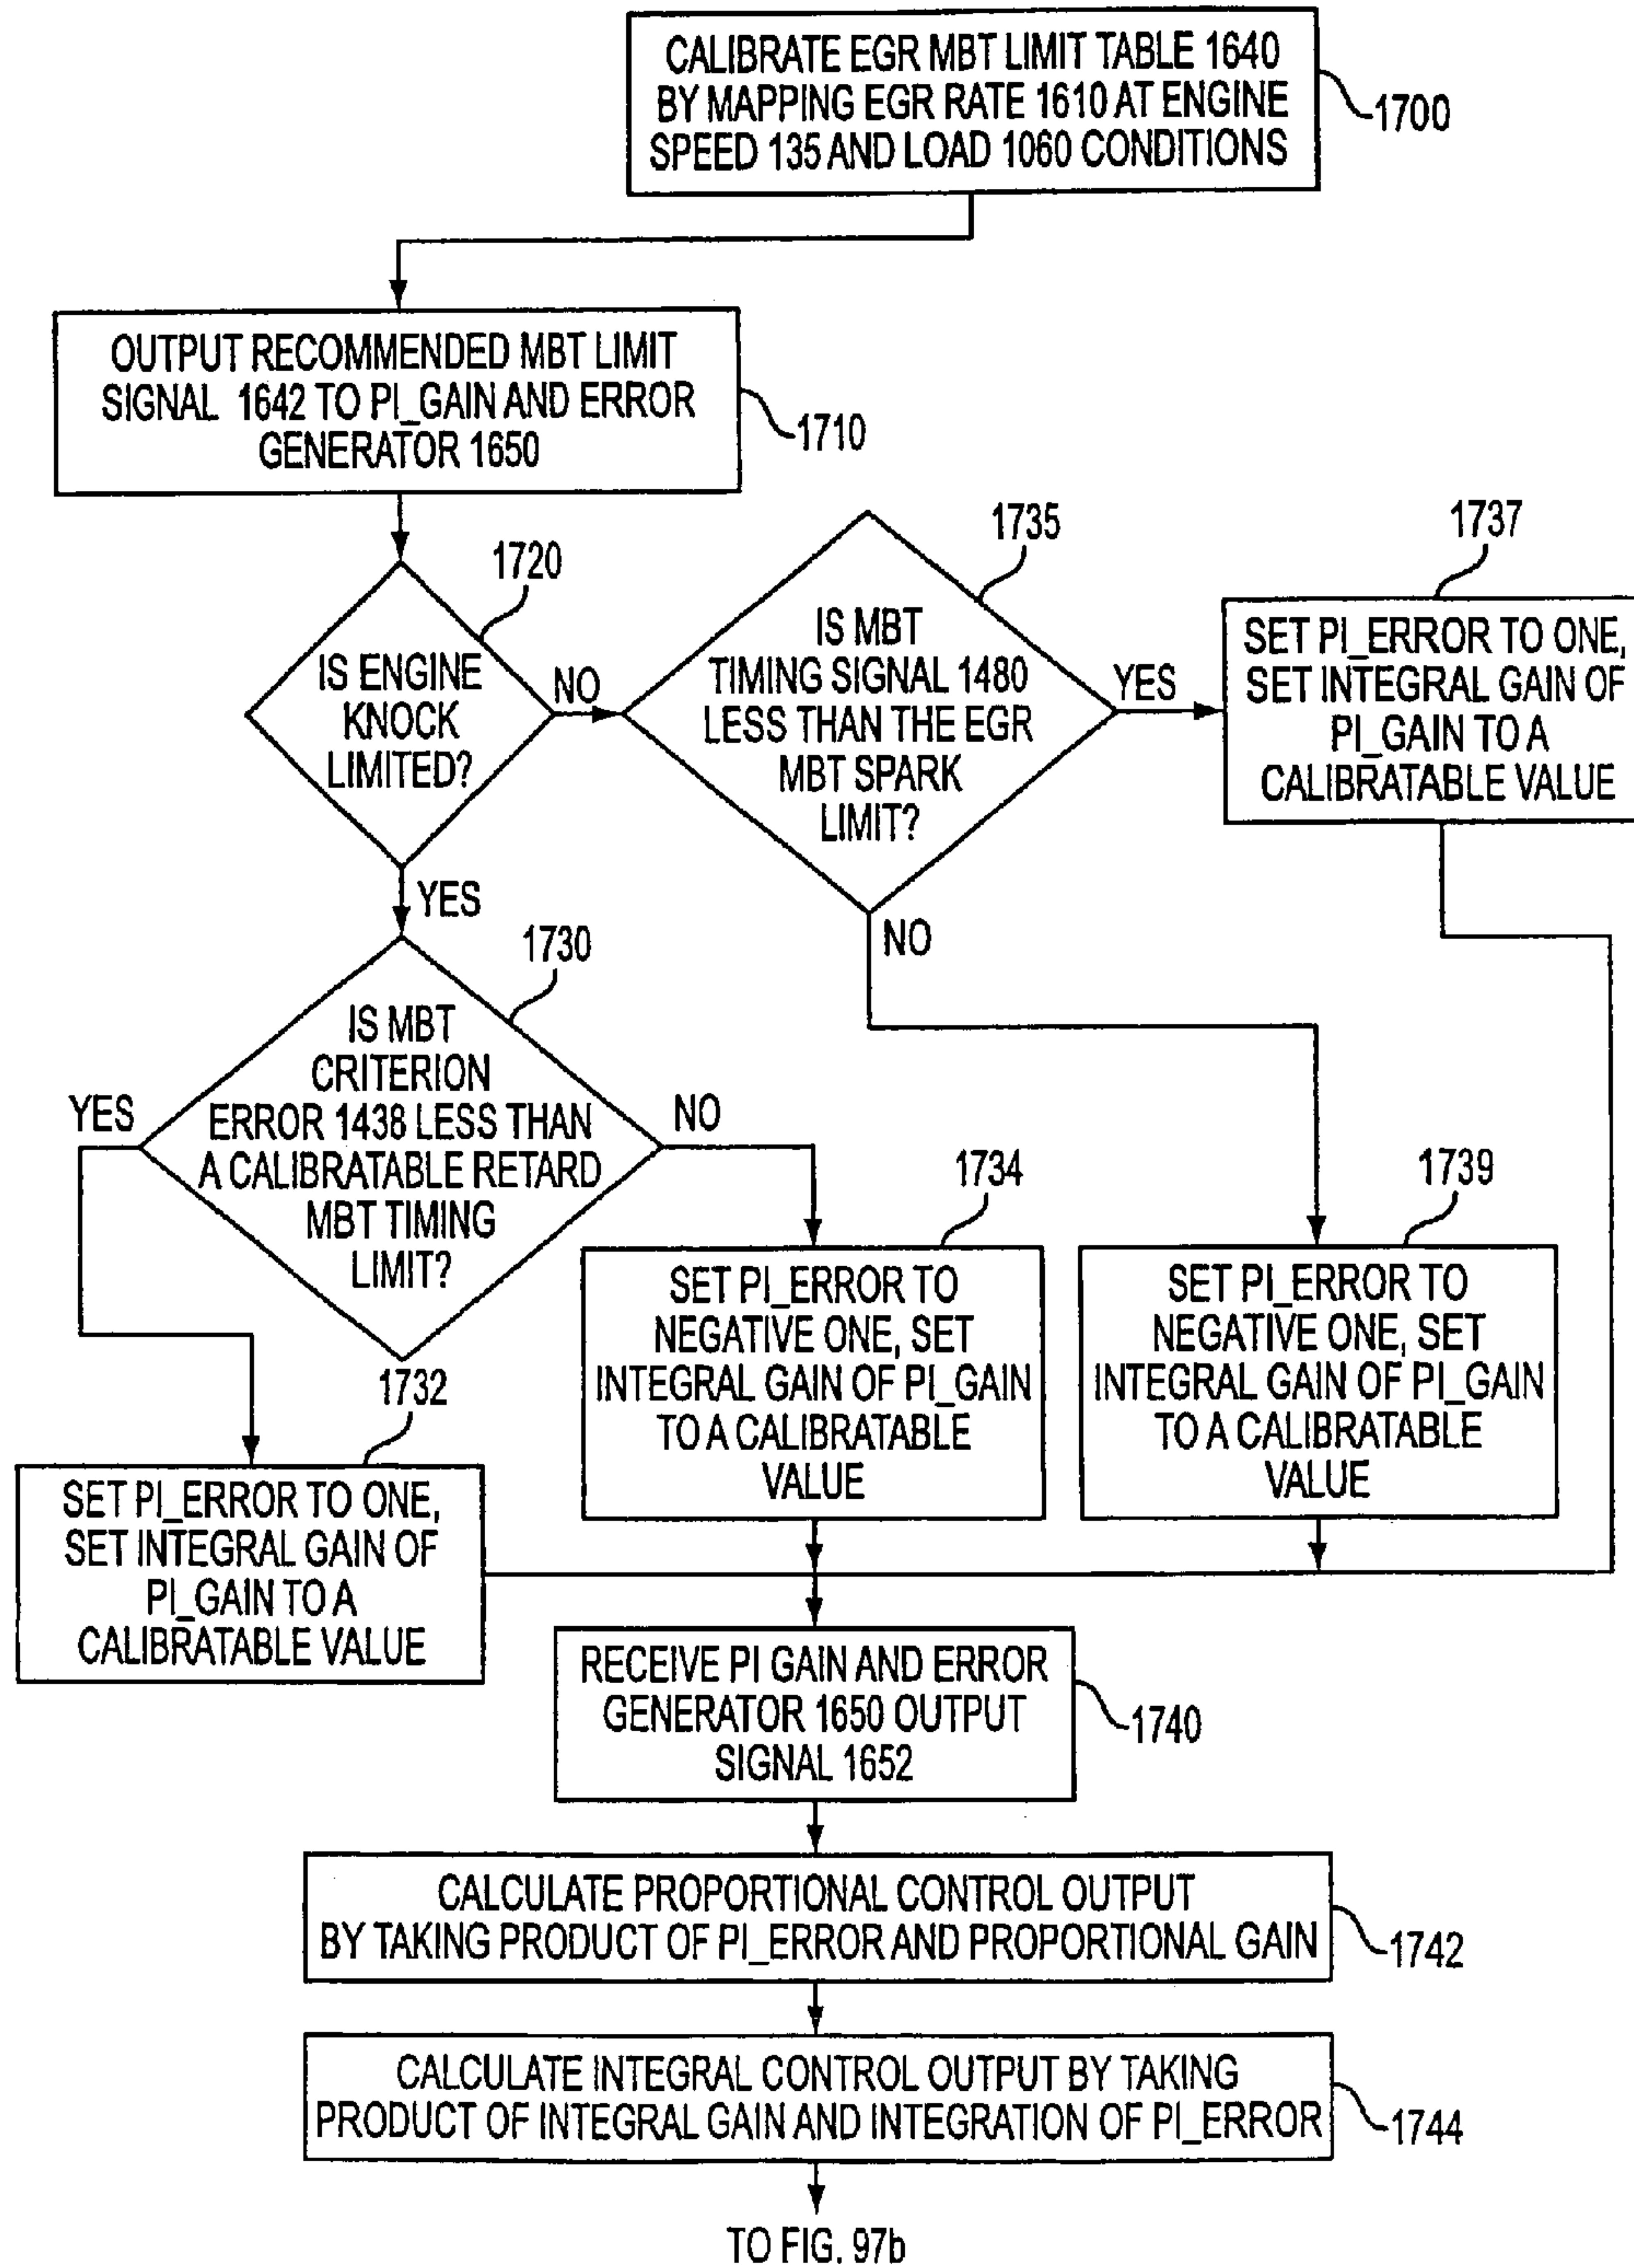 CALIBRATE EGR MBT LIMIT TABLE 1640
BY MAPPING EGR RATE 1610 AT ENGINE
SPEED 135 AND LOAD 1060 CONDITIONS
1700
OUTPUT RECOMMENDED MBT LIMIT
SIGNAL 1642 TO PI_GAIN AND ERROR
GENERATOR 1650
1710
1720
IS ENGINE
KNOCK
LIMITED?
NO
YES
1735
IS MBT
TIMING SIGNAL 1480
LESS THAN THE EGR
MBT SPARK
LIMIT?
YES
NO
1737
SET PI_ERROR TO ONE,
SET INTEGRAL GAIN OF
PI_GAIN TO A
CALIBRATABLE VALUE
1730
IS MBT
CRITERION
ERROR 1438 LESS THAN
A CALIBRATABLE RETARD
MBT TIMING
LIMIT?
YES
NO
1732
SET PI_ERROR TO ONE,
SET INTEGRAL GAIN OF
PI_GAIN TO A
CALIBRATABLE VALUE
1734
SET PI_ERROR TO
NEGATIVE ONE, SET
INTEGRAL GAIN OF PI_GAIN
TO A CALIBRATABLE
VALUE
1739
SET PI_ERROR TO
NEGATIVE ONE, SET
INTEGRAL GAIN OF PI_GAIN
TO A CALIBRATABLE
VALUE
RECEIVE PI GAIN AND ERROR
GENERATOR 1650 OUTPUT
SIGNAL 1652
1740
CALCULATE PROPORTIONAL CONTROL OUTPUT
BY TAKING PRODUCT OF PI_ERROR AND PROPORTIONAL GAIN
1742
CALCULATE INTEGRAL CONTROL OUTPUT BY TAKING
PRODUCT OF INTEGRAL GAIN AND INTEGRATION OF PI_ERROR
1744
TO FIG. 97b